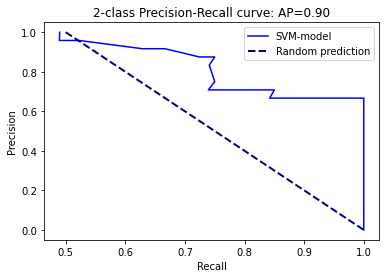 2-class Precision-Recall curve: AP=0.90
SVM-model
Random prediction
1.0
0.8
0.6
0.4
0.2
0.0
Precision
0.5
0.6
0.7
0.8
0.9
1.0
Recall